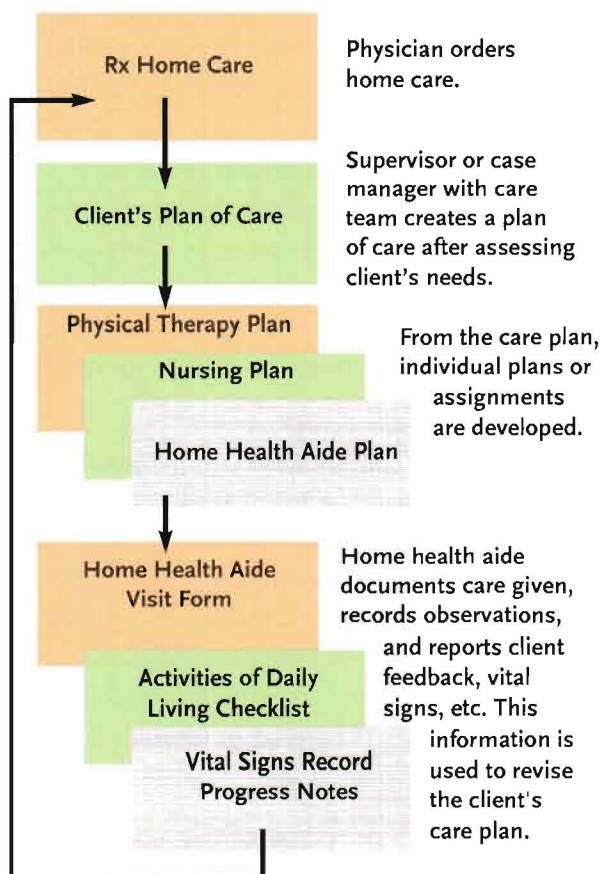 Rx Home Care
Physician orders
home care.
Client’s Plan of Care
Supervisor or case
manager with care
team creates a plan
of care after assessing
client’s needs.
Physical Therapy Plan
Nursing Plan
Home Health Aide Plan
From the care plan,
individual plans or
assignments
are developed.
Home Health Aide
Visit Form
Activities of Daily
Living Checklist
Vital Signs Record
Progress Notes
Home health aide
documents care given,
records observations,
and reports client
feedback, vital
signs, etc. This
information is
used to revise
the client's
care plan.